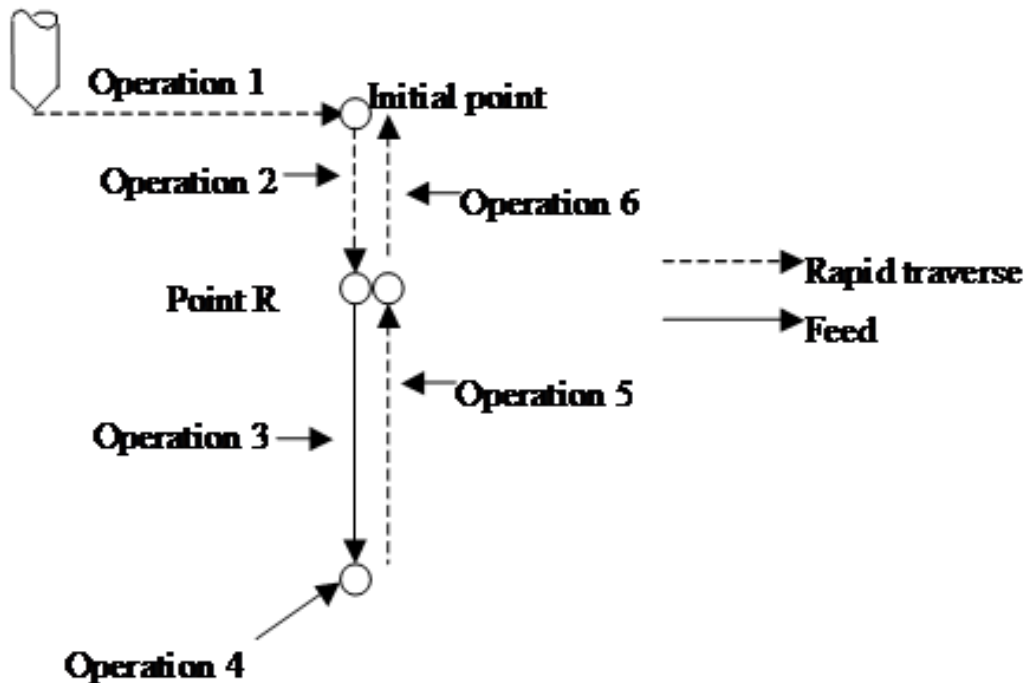 Operation 1
Initial point
Operation 2
Operation 6
Rapid traverse
Point R
Feed
Operation 5
Operation 3
Operation 4